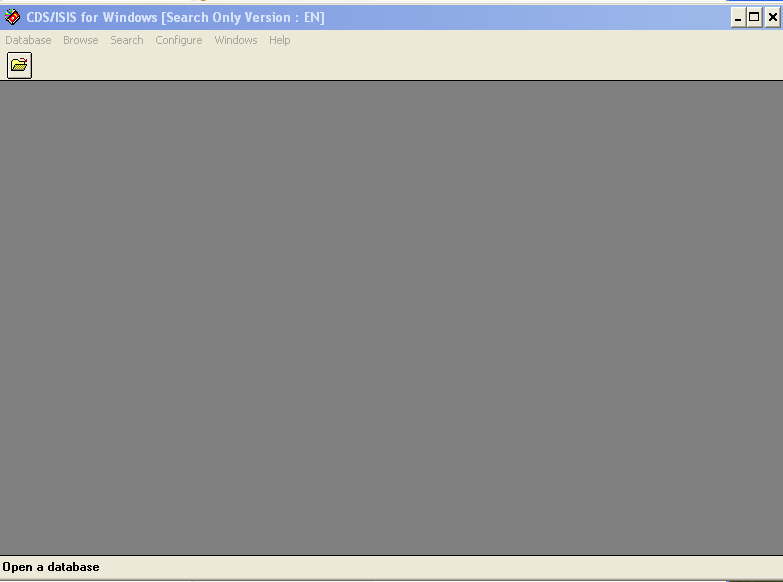 CDS/ISIS for Windows [Search Only Version : EN]
Database Browse Search Configure Windows Help
Open a database